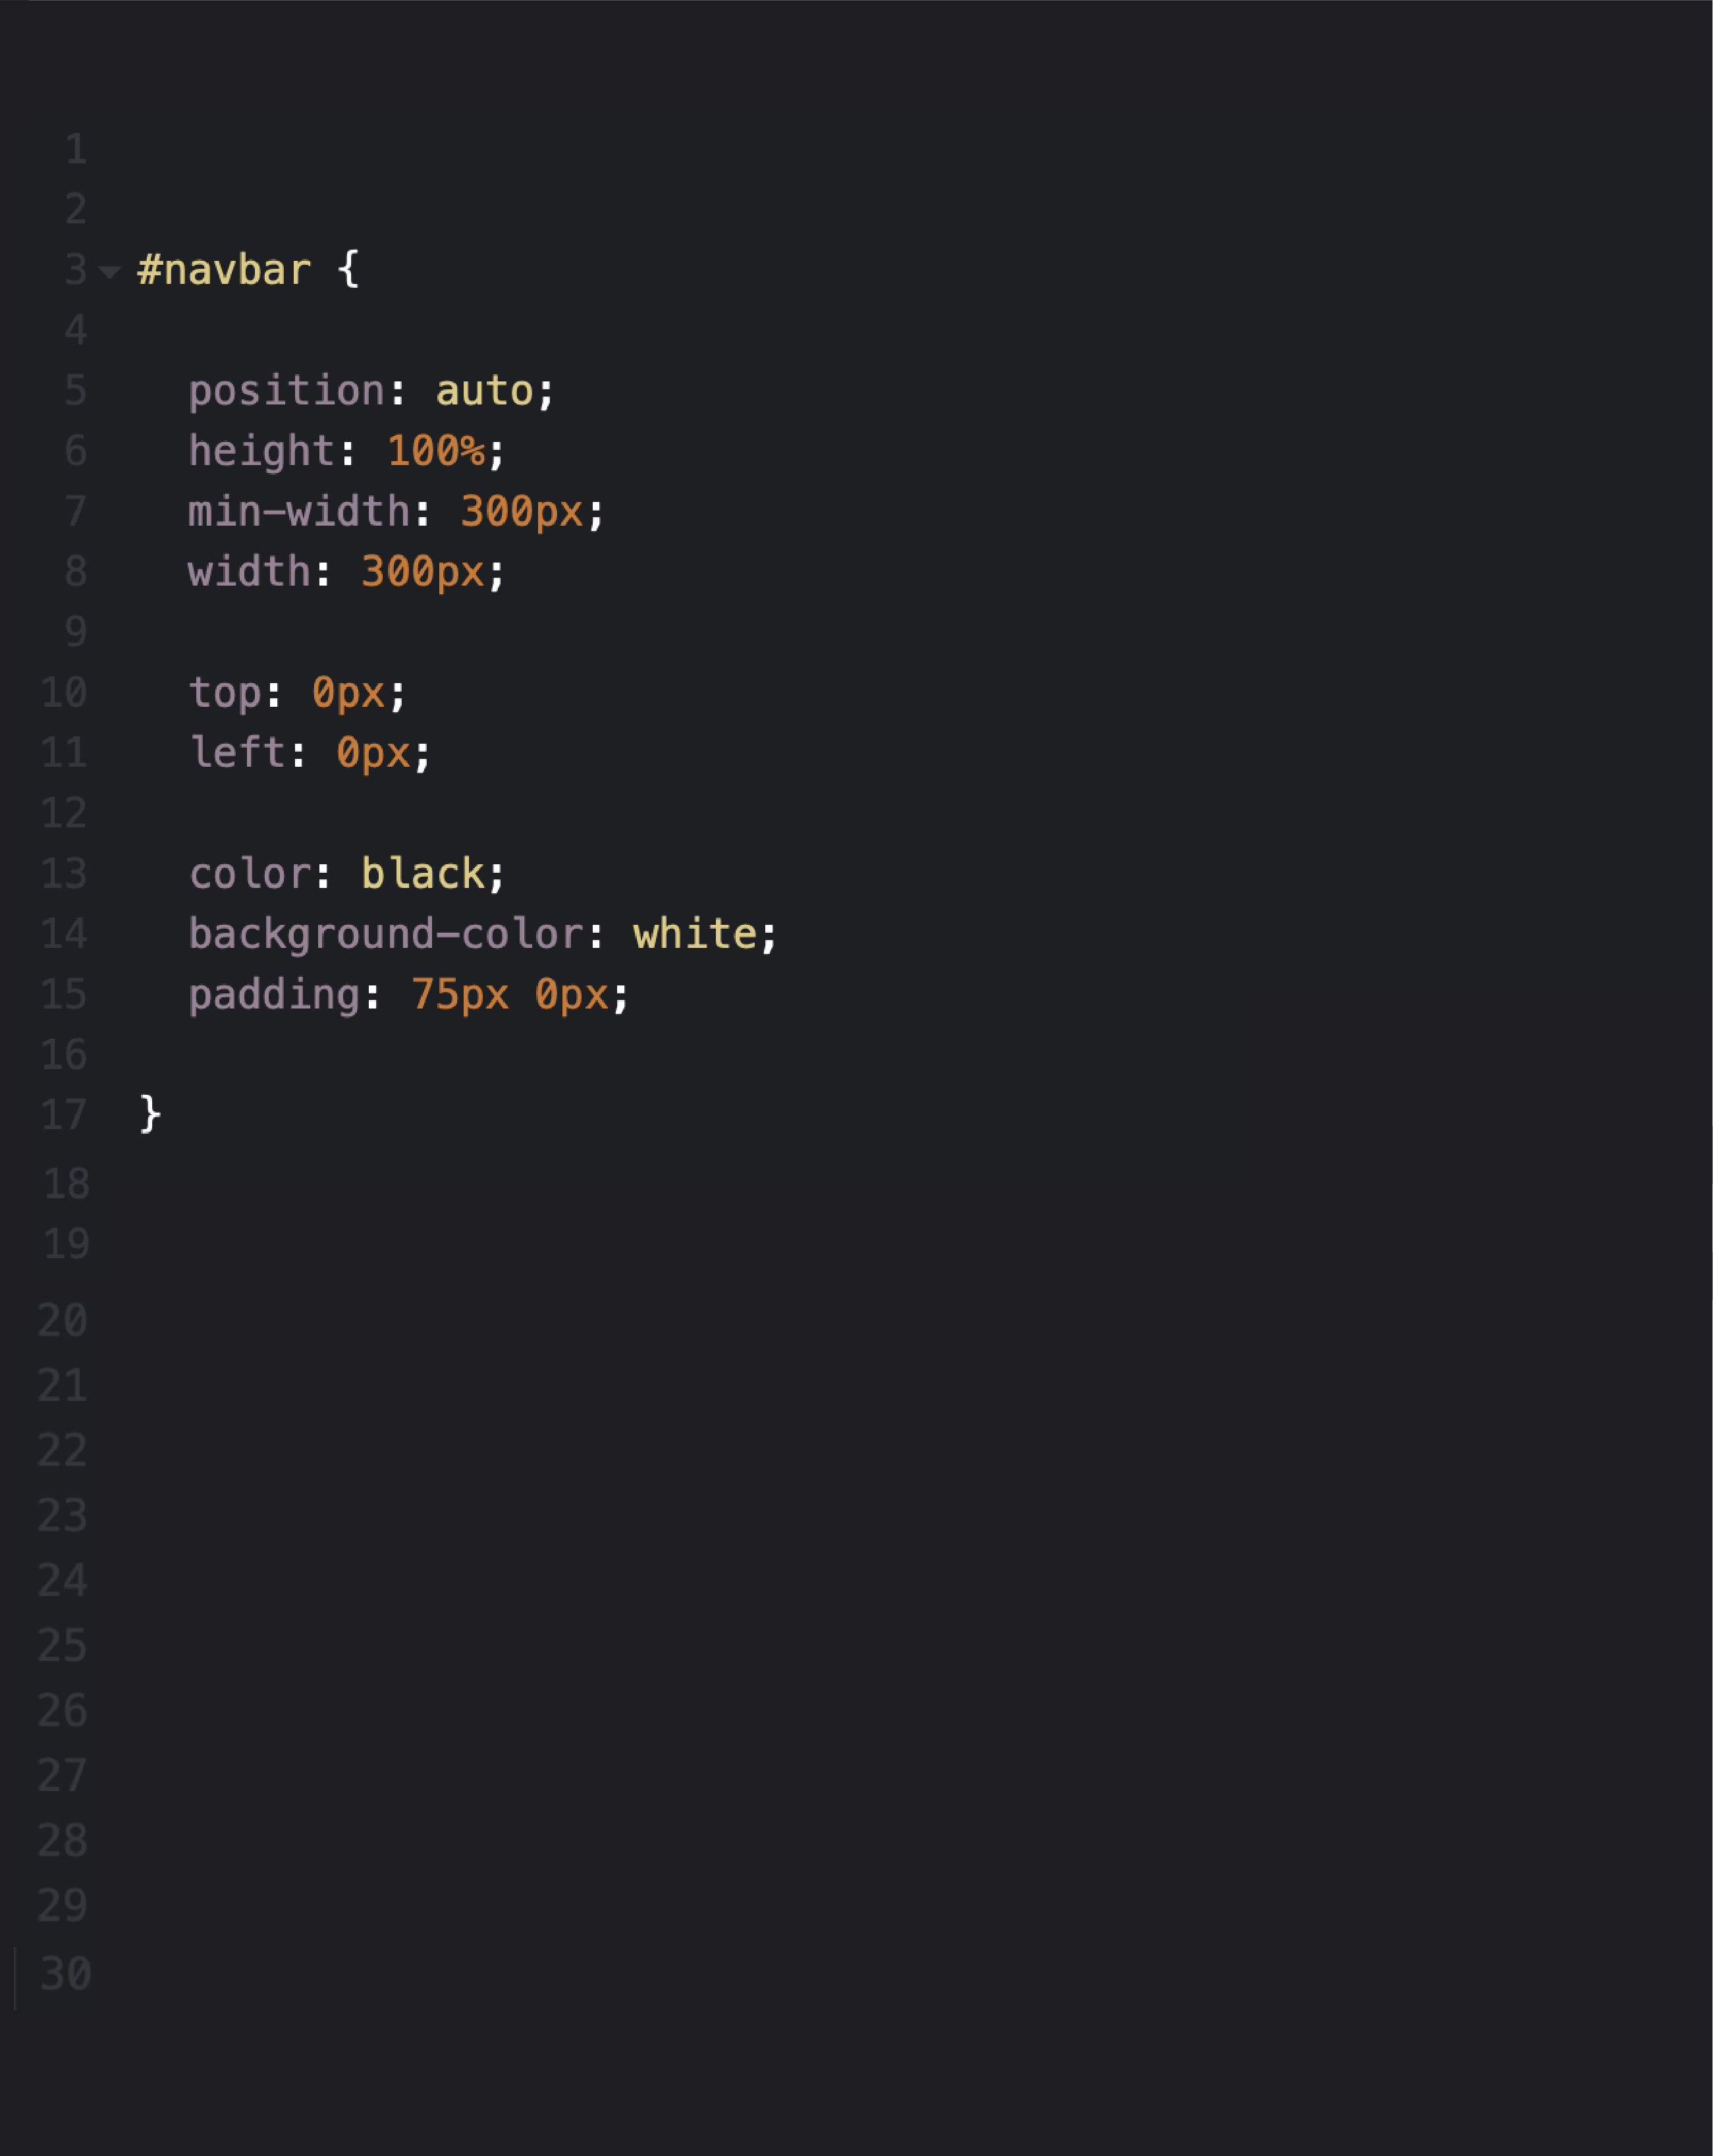 1
2
3 #navbar {
4
5 position: auto;
6 height: 100%;
7 min-width: 300px;
8 width: 300px;
9
10 top: 0px;
11 left: 0px;
12
13 color: black;
14 background-color: white;
15 padding: 75px 0px;
16
17 }
18
19
20
21
22
23
24
25
26
27
28
29
30